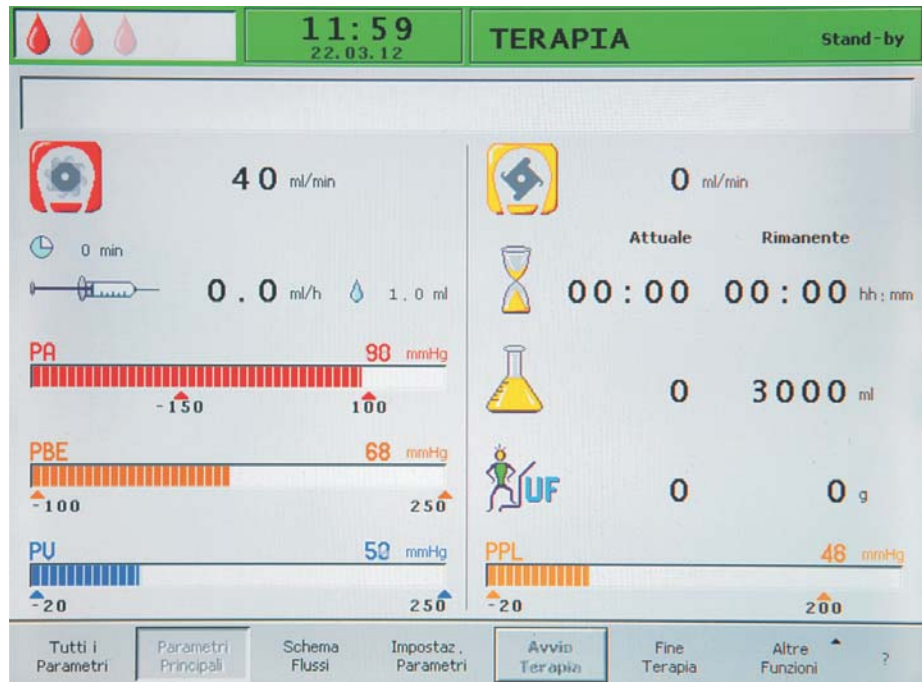 11:59
22.03.12
TERAPIA
Stand-by
40 ml/min
0 min
0.0 ml/h 1.0 ml
PA 98 mmHg
-150 100
PBE 68 mmHg
-100 250
PV 52 mmHg
-20 250
0 ml/min
Attuale Rimanente
00:00 00:00 hh:mm
0 3000 ml
UF 0 0 g
PPL 46 mmHg
-20 200
Tutti i
Parametri
Parametri
Principali
Schema
Flussi
Impostaz.
Parametri
Avvio
Terapia
Fine
Terapia
Altre
Funzioni
?